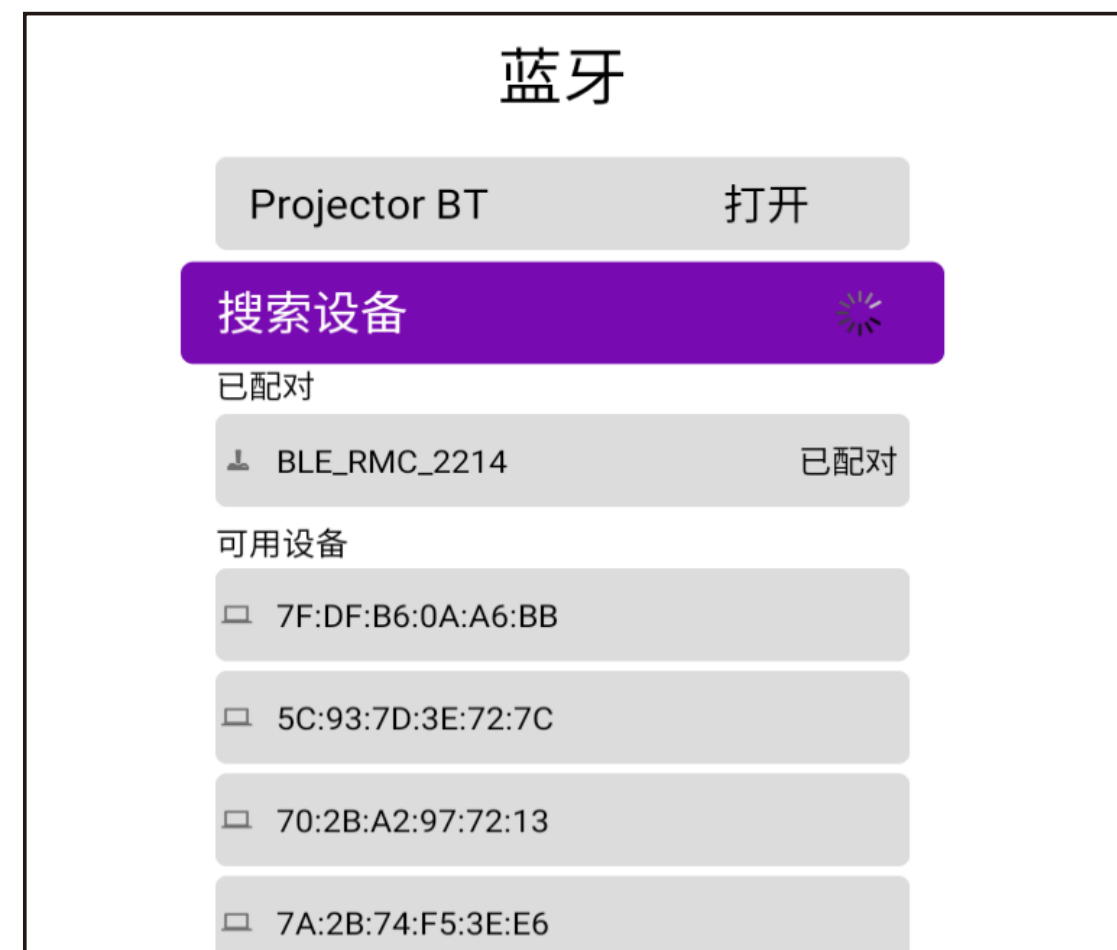 蓝牙
Projector BT 打开
搜索设备
已配对
BLE_RMC_2214 已配对
可用设备
7F:DF:B6:0A:A6:BB
5C:93:7D:3E:72:7C
70:2B:A2:97:72:13
7A:2B:74:F5:3E:E6